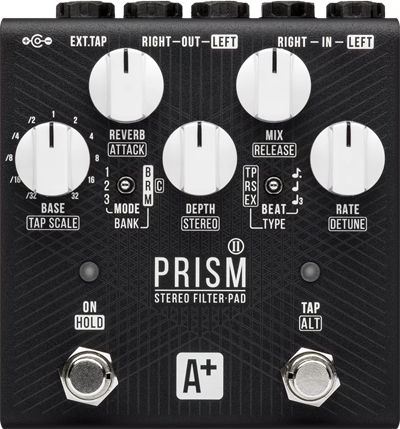 EXT.TAP RIGHT-OUT-LEFT RIGHT-IN-LEFT
REVERB
ATTACK
MIX
RELEASE
/2 1 2
/4 4
/8 8
/16 16
/32 32
BASE
TAP SCALE
1 B
2 R C
3 M
MODE
BANK
DEPTH
STEREO
TP
RS
EX 3
BEAT
TYPE
RATE
DETUNE
II
PRISM
STEREO FILTER·PAD
ON
HOLD
TAP
ALT
A+